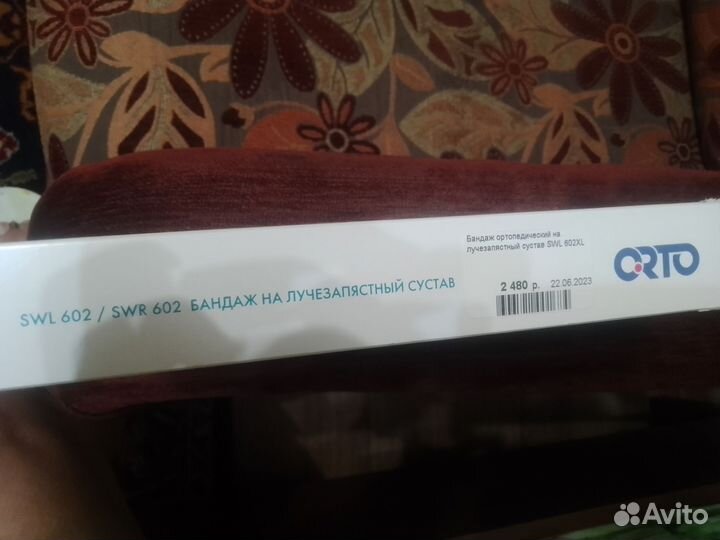 SWL 602 / SWR 602 БАНДАЖ НА ЛУЧЕЗАПЯСТНЫЙ СУСТАВ
Бандаж ортопедический на
лучезапястный сустав SWL 602XL
2 480 р. 22.06.2023
ORTO
Avito